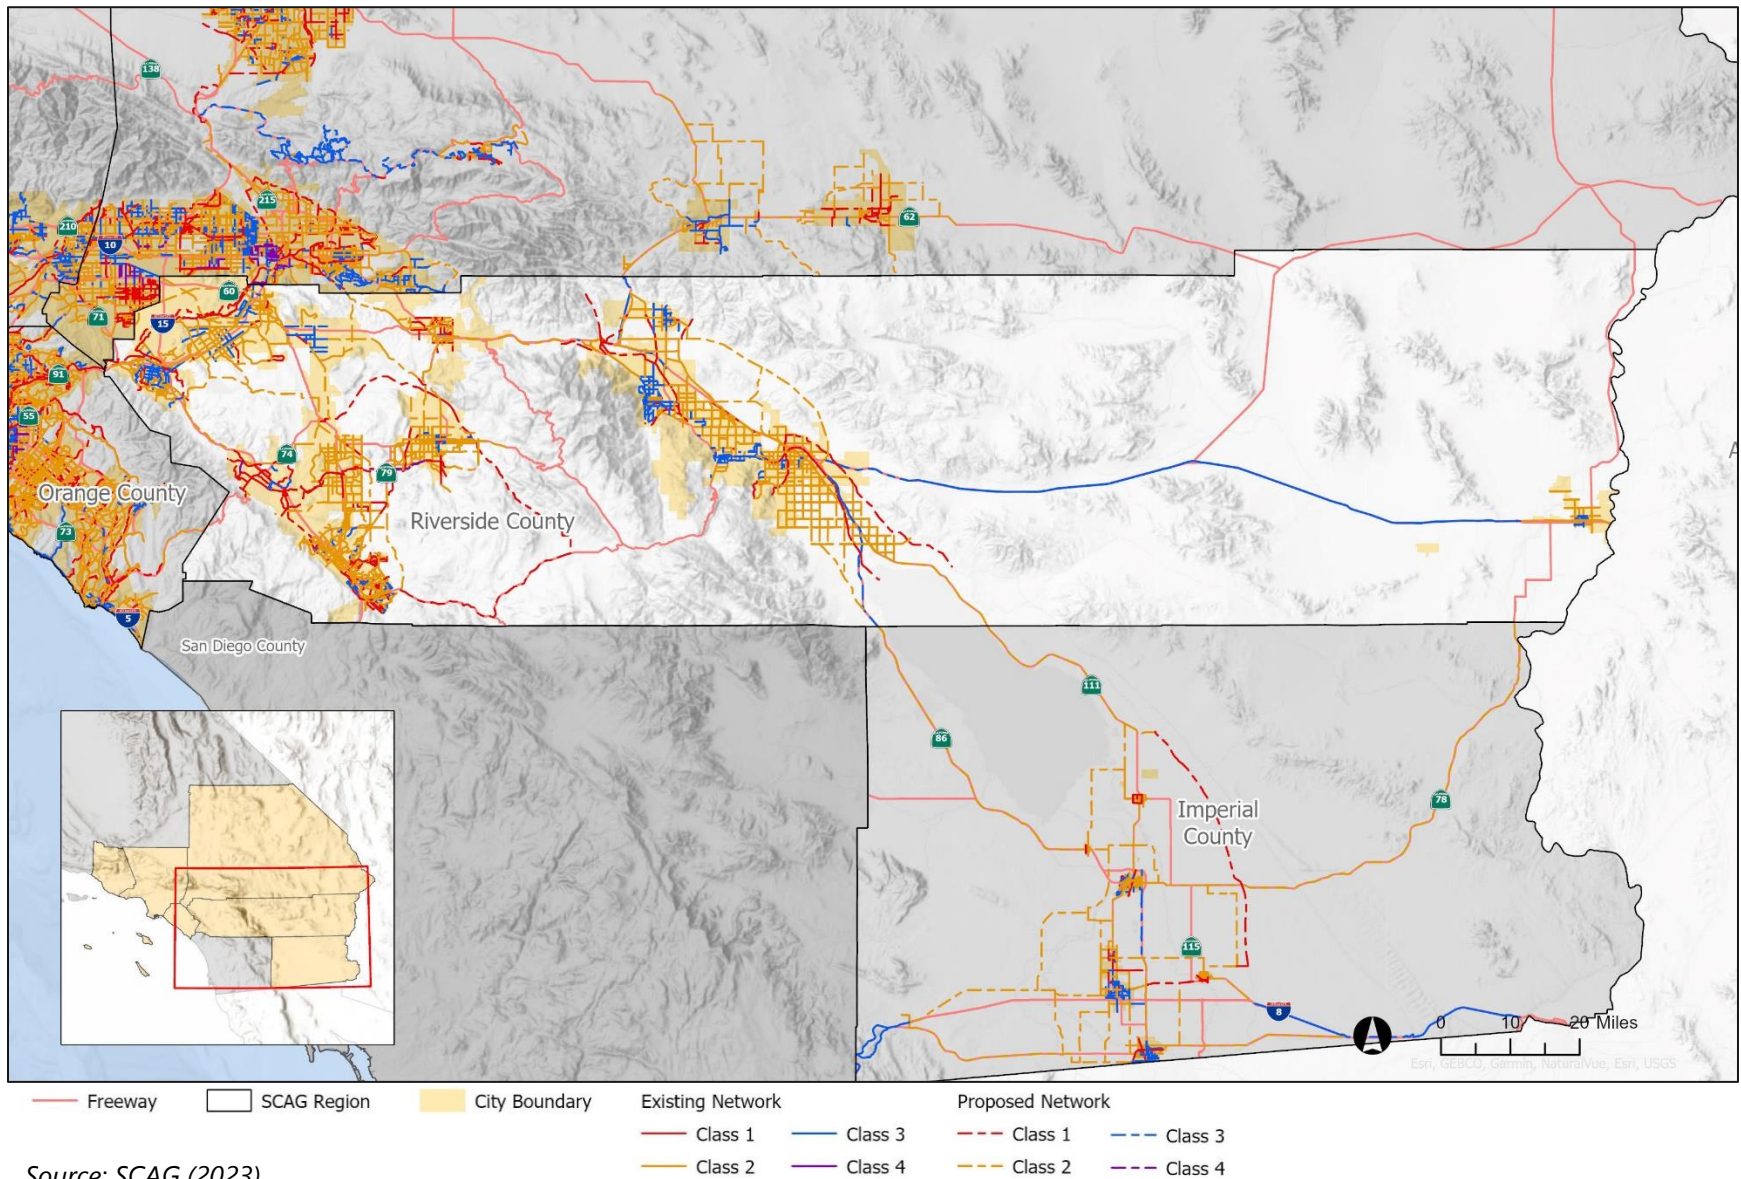 138
215
210
10
62
60
71
15
91
55
74
79
Orange County
Riverside County
A
73
5
San Diego County
111
86
Imperial
County
78
115
8
0 10 20 Miles
Esri, GEBCO, Garmin, NaturalVue, Esri, USGS
Freeway SCAG Region City Boundary Existing Network Proposed Network
Class 1 Class 3 Class 1 Class 3
Class 2 Class 4 Class 2 Class 4
Source: SCAG (2023)